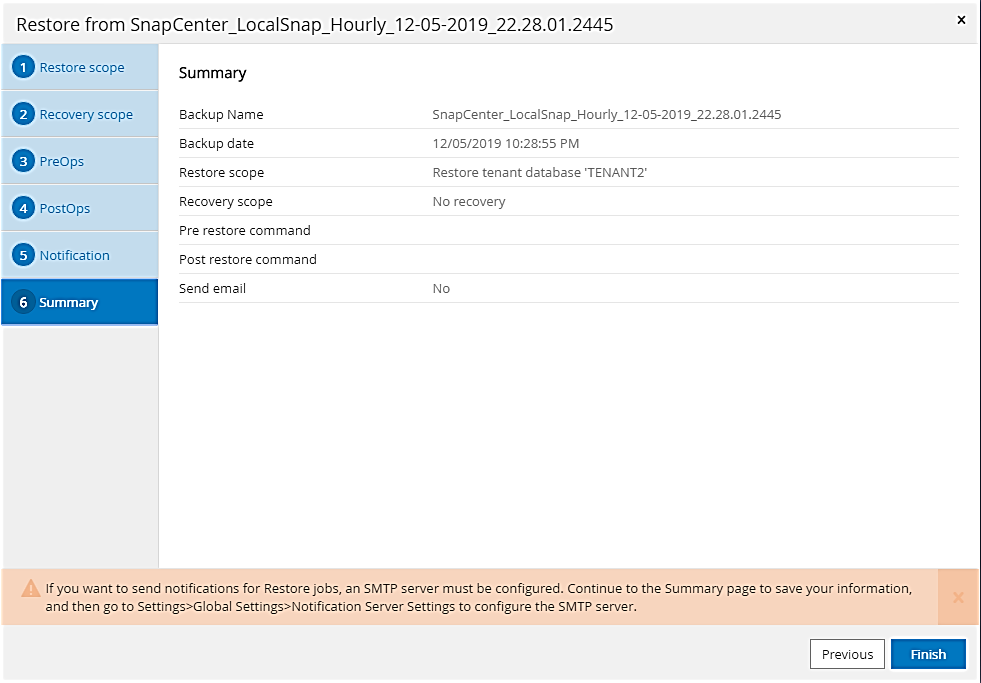 Restore from SnapCenter_LocalSnap_Hourly_12-05-2019_22.28.01.2445
x
1 Restore scope
2 Recovery scope
3 PreOps
4 PostOps
5 Notification
6 Summary
Summary
Backup Name SnapCenter_LocalSnap_Hourly_12-05-2019_22.28.01.2445
Backup date 12/05/2019 10:28:55 PM
Restore scope Restore tenant database 'TENANT2'
Recovery scope No recovery
Pre restore command
Post restore command
Send email No
If you want to send notifications for Restore jobs, an SMTP server must be configured. Continue to the Summary page to save your information,
and then go to Settings>Global Settings>Notification Server Settings to configure the SMTP server.
x
Previous Finish